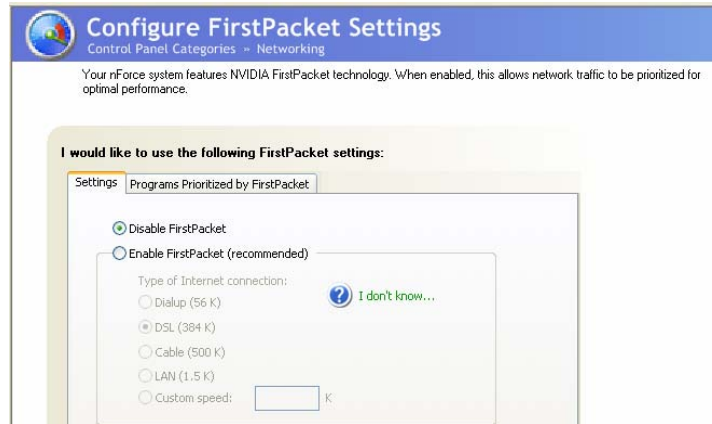 Configure FirstPacket Settings
Control Panel Categories » Networking
Your nForce system features NVIDIA FirstPacket technology. When enabled, this allows network traffic to be prioritized for
optimal performance.
I would like to use the following FirstPacket settings:
Settings
Programs Prioritized by FirstPacket
Disable FirstPacket
Enable FirstPacket (recommended)
Type of Internet connection:
? I don't know...
Dialup (56 K)
DSL (384 K)
Cable (500 K)
LAN (1.5 K)
Custom speed: K